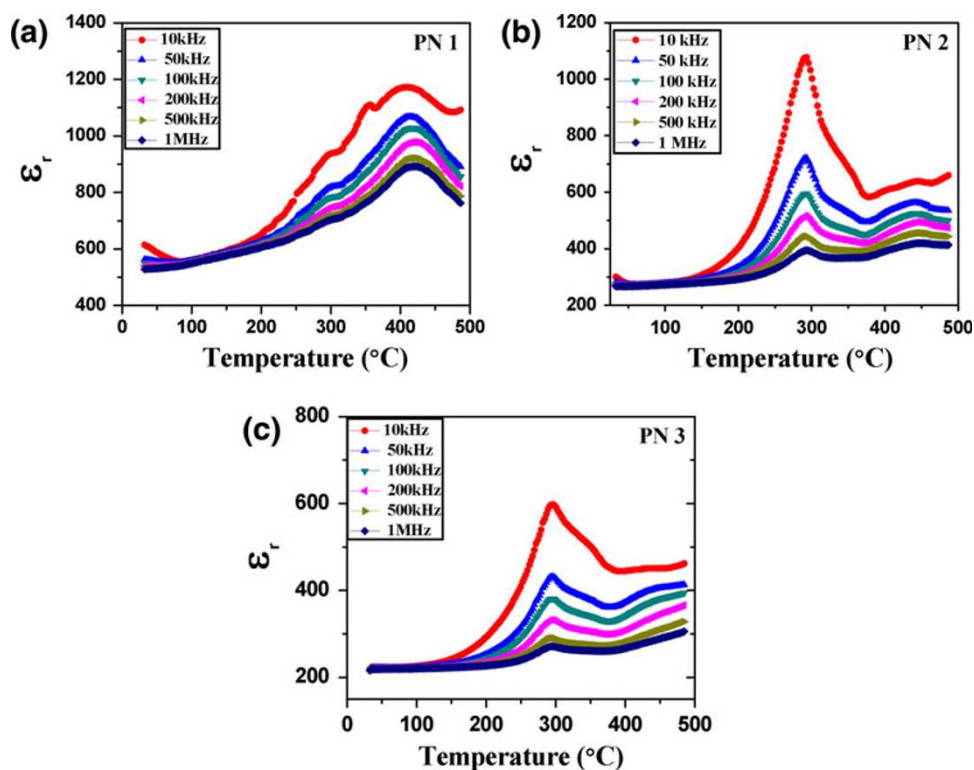 (a)
1400
1200
1000
800
600
400
εr
10kHz
50kHz
100kHz
200kHz
500kHz
1MHz
PN 1
0 100 200 300 400 500
Temperature (°C)
(b)
1200
1000
800
600
400
200
εr
10 kHz
50 kHz
100 kHz
200 kHz
500 kHz
1 MHz
PN 2
100 200 300 400 500
Temperature (°C)
(c)
800
600
400
200
εr
10kHz
50kHz
100kHz
200kHz
500kHz
1MHz
PN 3
0 100 200 300 400 500
Temperature (°C)